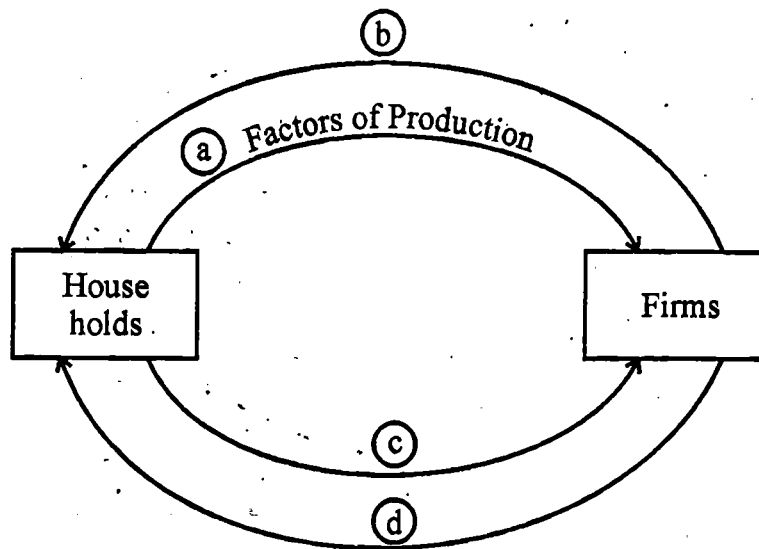 b
a Factors of Production
House
holds
Firms
c
d